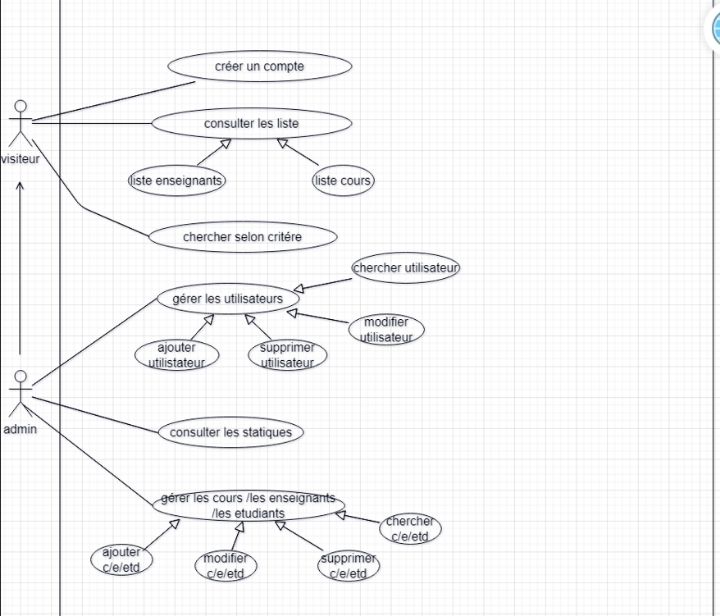 créer un compte
consulter les liste
visiteur
liste enseignants
liste cours
chercher selon critére
chercher utilisateur
gérer les utilisateurs
modifier
utilisateur
ajouter
utilistateur
supprimer
utilisateur
admin
consulter les statiques
gérer les cours /les enseignants
/les etudiants
chercher
c/e/etd
ajouter
c/e/etd
modifier
c/e/etd
supprimer
c/e/etd